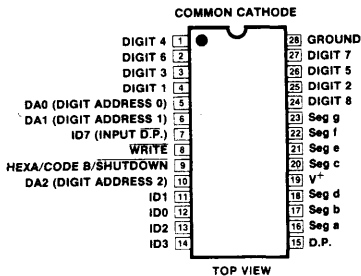 COMMON CATHODE
DIGIT 4 1
DIGIT 6 2
DIGIT 3 3
DIGIT 1 4
DA0 (DIGIT ADDRESS 0) 5
DA1 (DIGIT ADDRESS 1) 6
ID7 (INPUT D.P.) 7
WRITE 8
HEXA/CODE B/SHUTDOWN 9
DA2 (DIGIT ADDRESS 2) 10
ID1 11
ID0 12
ID2 13
ID3 14
28 GROUND
27 DIGIT 7
26 DIGIT 5
25 DIGIT 2
24 DIGIT 8
23 Seg g
22 Seg f
21 Seg e
20 Seg c
19 V+
18 Seg d
17 Seg b
16 Seg a
15 D.P.
TOP VIEW